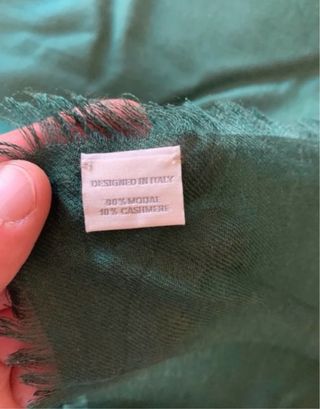 DESIGNED IN ITALY
90% MODAL
10% CASHMERE